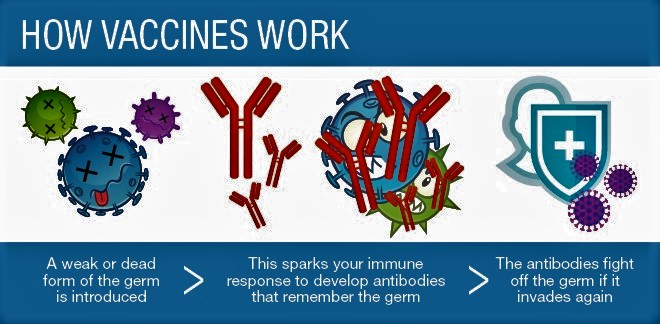 HOW VACCINES WORK
A weak or dead
form of the germ
is introduced
>
This sparks your immune
response to develop antibodies
that remember the germ
>
The antibodies fight
off the germ if it
invades again